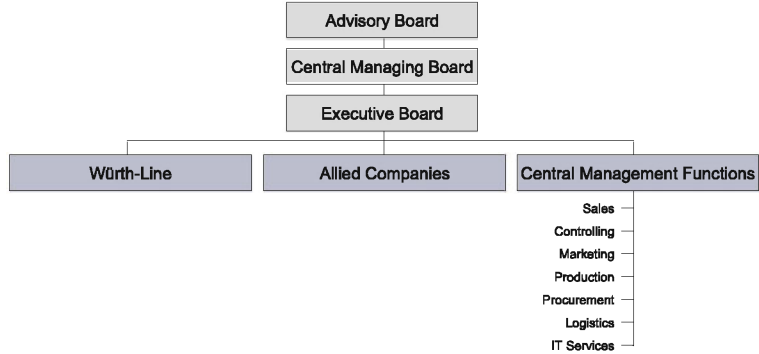 Advisory Board
Central Managing Board
Executive Board
Würth-Line
Allied Companies
Central Management Functions
Sales
Controlling
Marketing
Production
Procurement
Logistics
IT Services